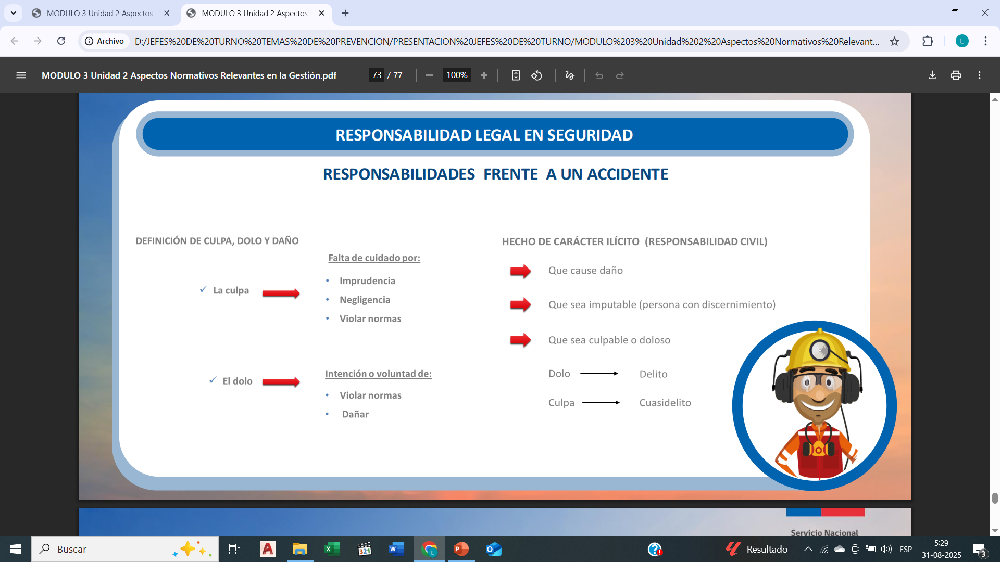 MODULO 3 Unidad 2 Aspectos
MODULO 3 Unidad 2 Aspectos
Archivo
D:/JEFES%20DE%20TURNO%20TEMAS%20DE%20PREVENCION/PRESENTACION%20JEFES%20DE%20TURNO/MODULO%203%20Unidad%202%20Aspectos%20Normativos%20Relevant...
L
MODULO 3 Unidad 2 Aspectos Normativos Relevantes en la Gestión.pdf
73 / 77
100%
RESPONSABILIDAD LEGAL EN SEGURIDAD
RESPONSABILIDADES FRENTE A UN ACCIDENTE
DEFINICIÓN DE CULPA, DOLO Y DAÑO
✓ La culpa
Falta de cuidado por:
• Imprudencia
• Negligencia
• Violar normas
✓ El dolo
Intención o voluntad de:
• Violar normas
• Dañar
HECHO DE CARÁCTER ILÍCITO (RESPONSABILIDAD CIVIL)
Que cause daño
Que sea imputable (persona con discernimiento)
Que sea culpable o doloso
Dolo Delito
Culpa Cuasidelito
Servicio Nacional
Buscar
321
Resultado
ESP
5:29
31-08-2025
3